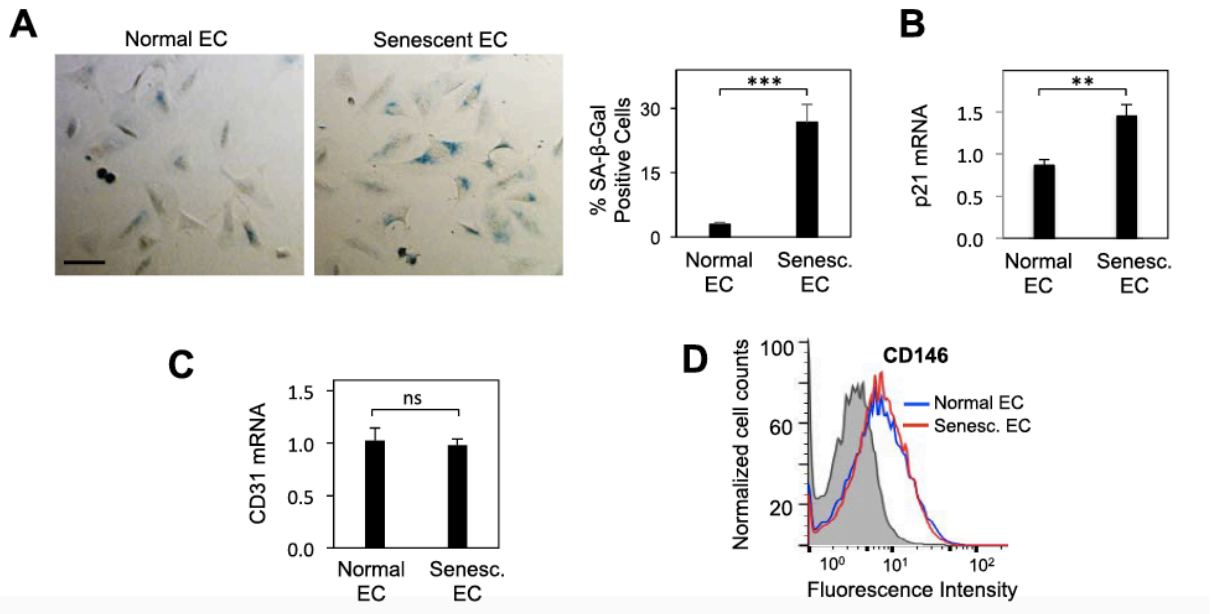 A
Normal EC
Senescent EC
% SA-β-Gal
Positive Cells
30
15
0
***
Normal
EC
Senesc.
EC
B
p21 mRNA
1.5
1.0
0.5
0.0
**
Normal
EC
Senesc.
EC
C
CD31 mRNA
1.5
1.0
0.5
0.0
ns
Normal
EC
Senesc.
EC
D
Normalized cell counts
100
60
20
CD146
Normal EC
Senesc. EC
10⁰
10¹
10²
Fluorescence Intensity